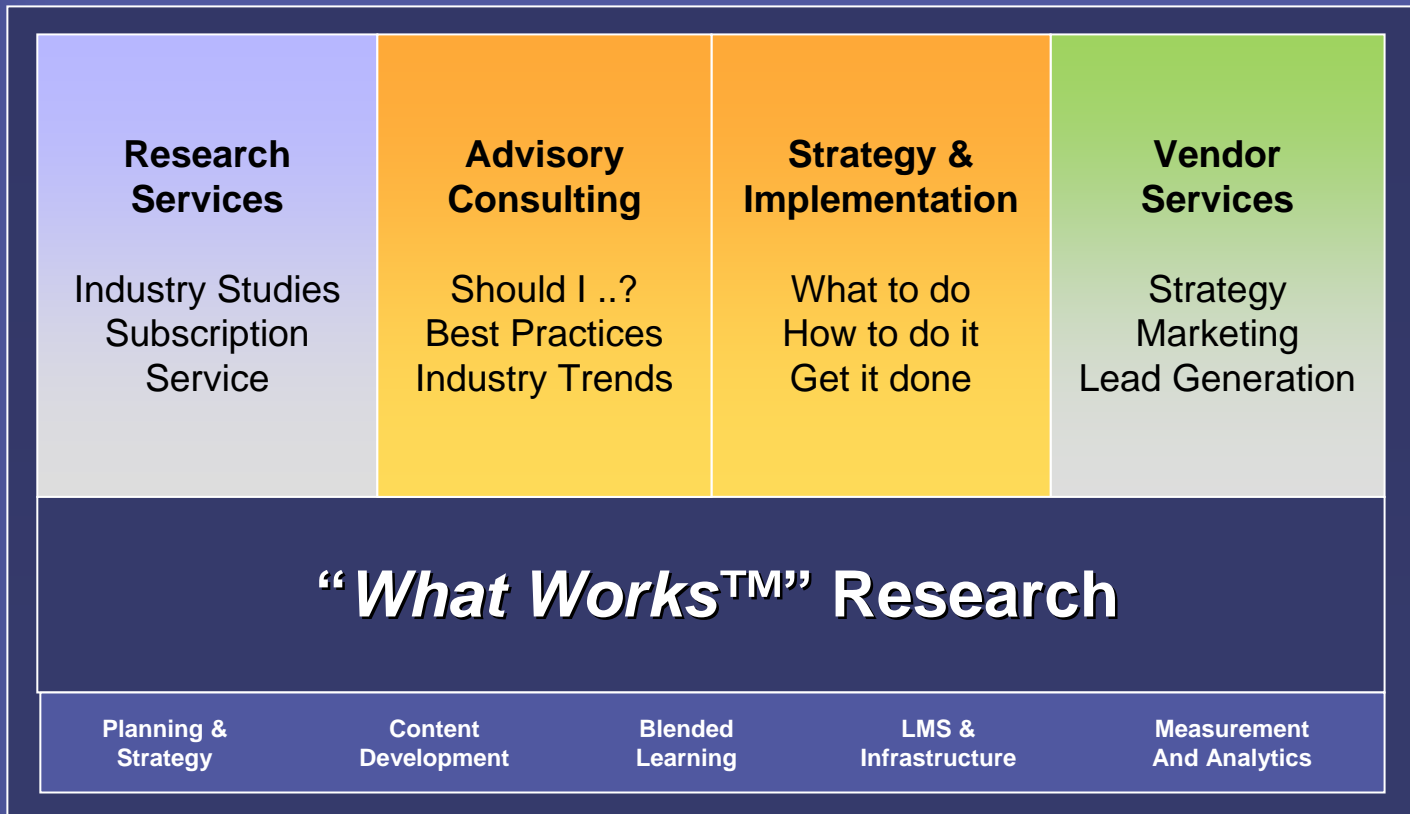 Research
Services
Industry Studies
Subscription
Service
Advisory
Consulting
Should I ..?
Best Practices
Industry Trends
Strategy &
Implementation
What to do
How to do it
Get it done
Vendor
Services
Strategy
Marketing
Lead Generation
“What Works™” Research
Planning &
Strategy
Content
Development
Blended
Learning
LMS &
Infrastructure
Measurement
And Analytics